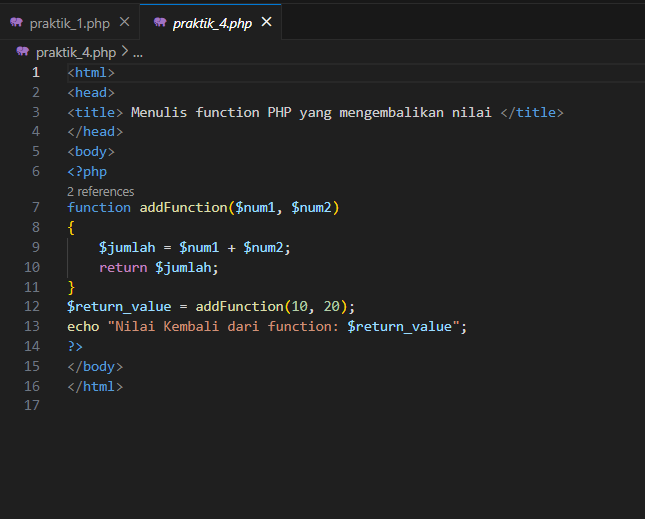 praktik_1.php
praktik_4.php
praktik_4.php > ...
1 <html>
2 <head>
3 <title> Menulis function PHP yang mengembalikan nilai </title>
4 </head>
5 <body>
6 <?php
2 references
7 function addFunction($num1, $num2)
8 {
9     $jumlah = $num1 + $num2;
10     return $jumlah;
11 }
12 $return_value = addFunction(10, 20);
13 echo "Nilai Kembali dari function: $return_value";
14 ?>
15 </body>
16 </html>
17